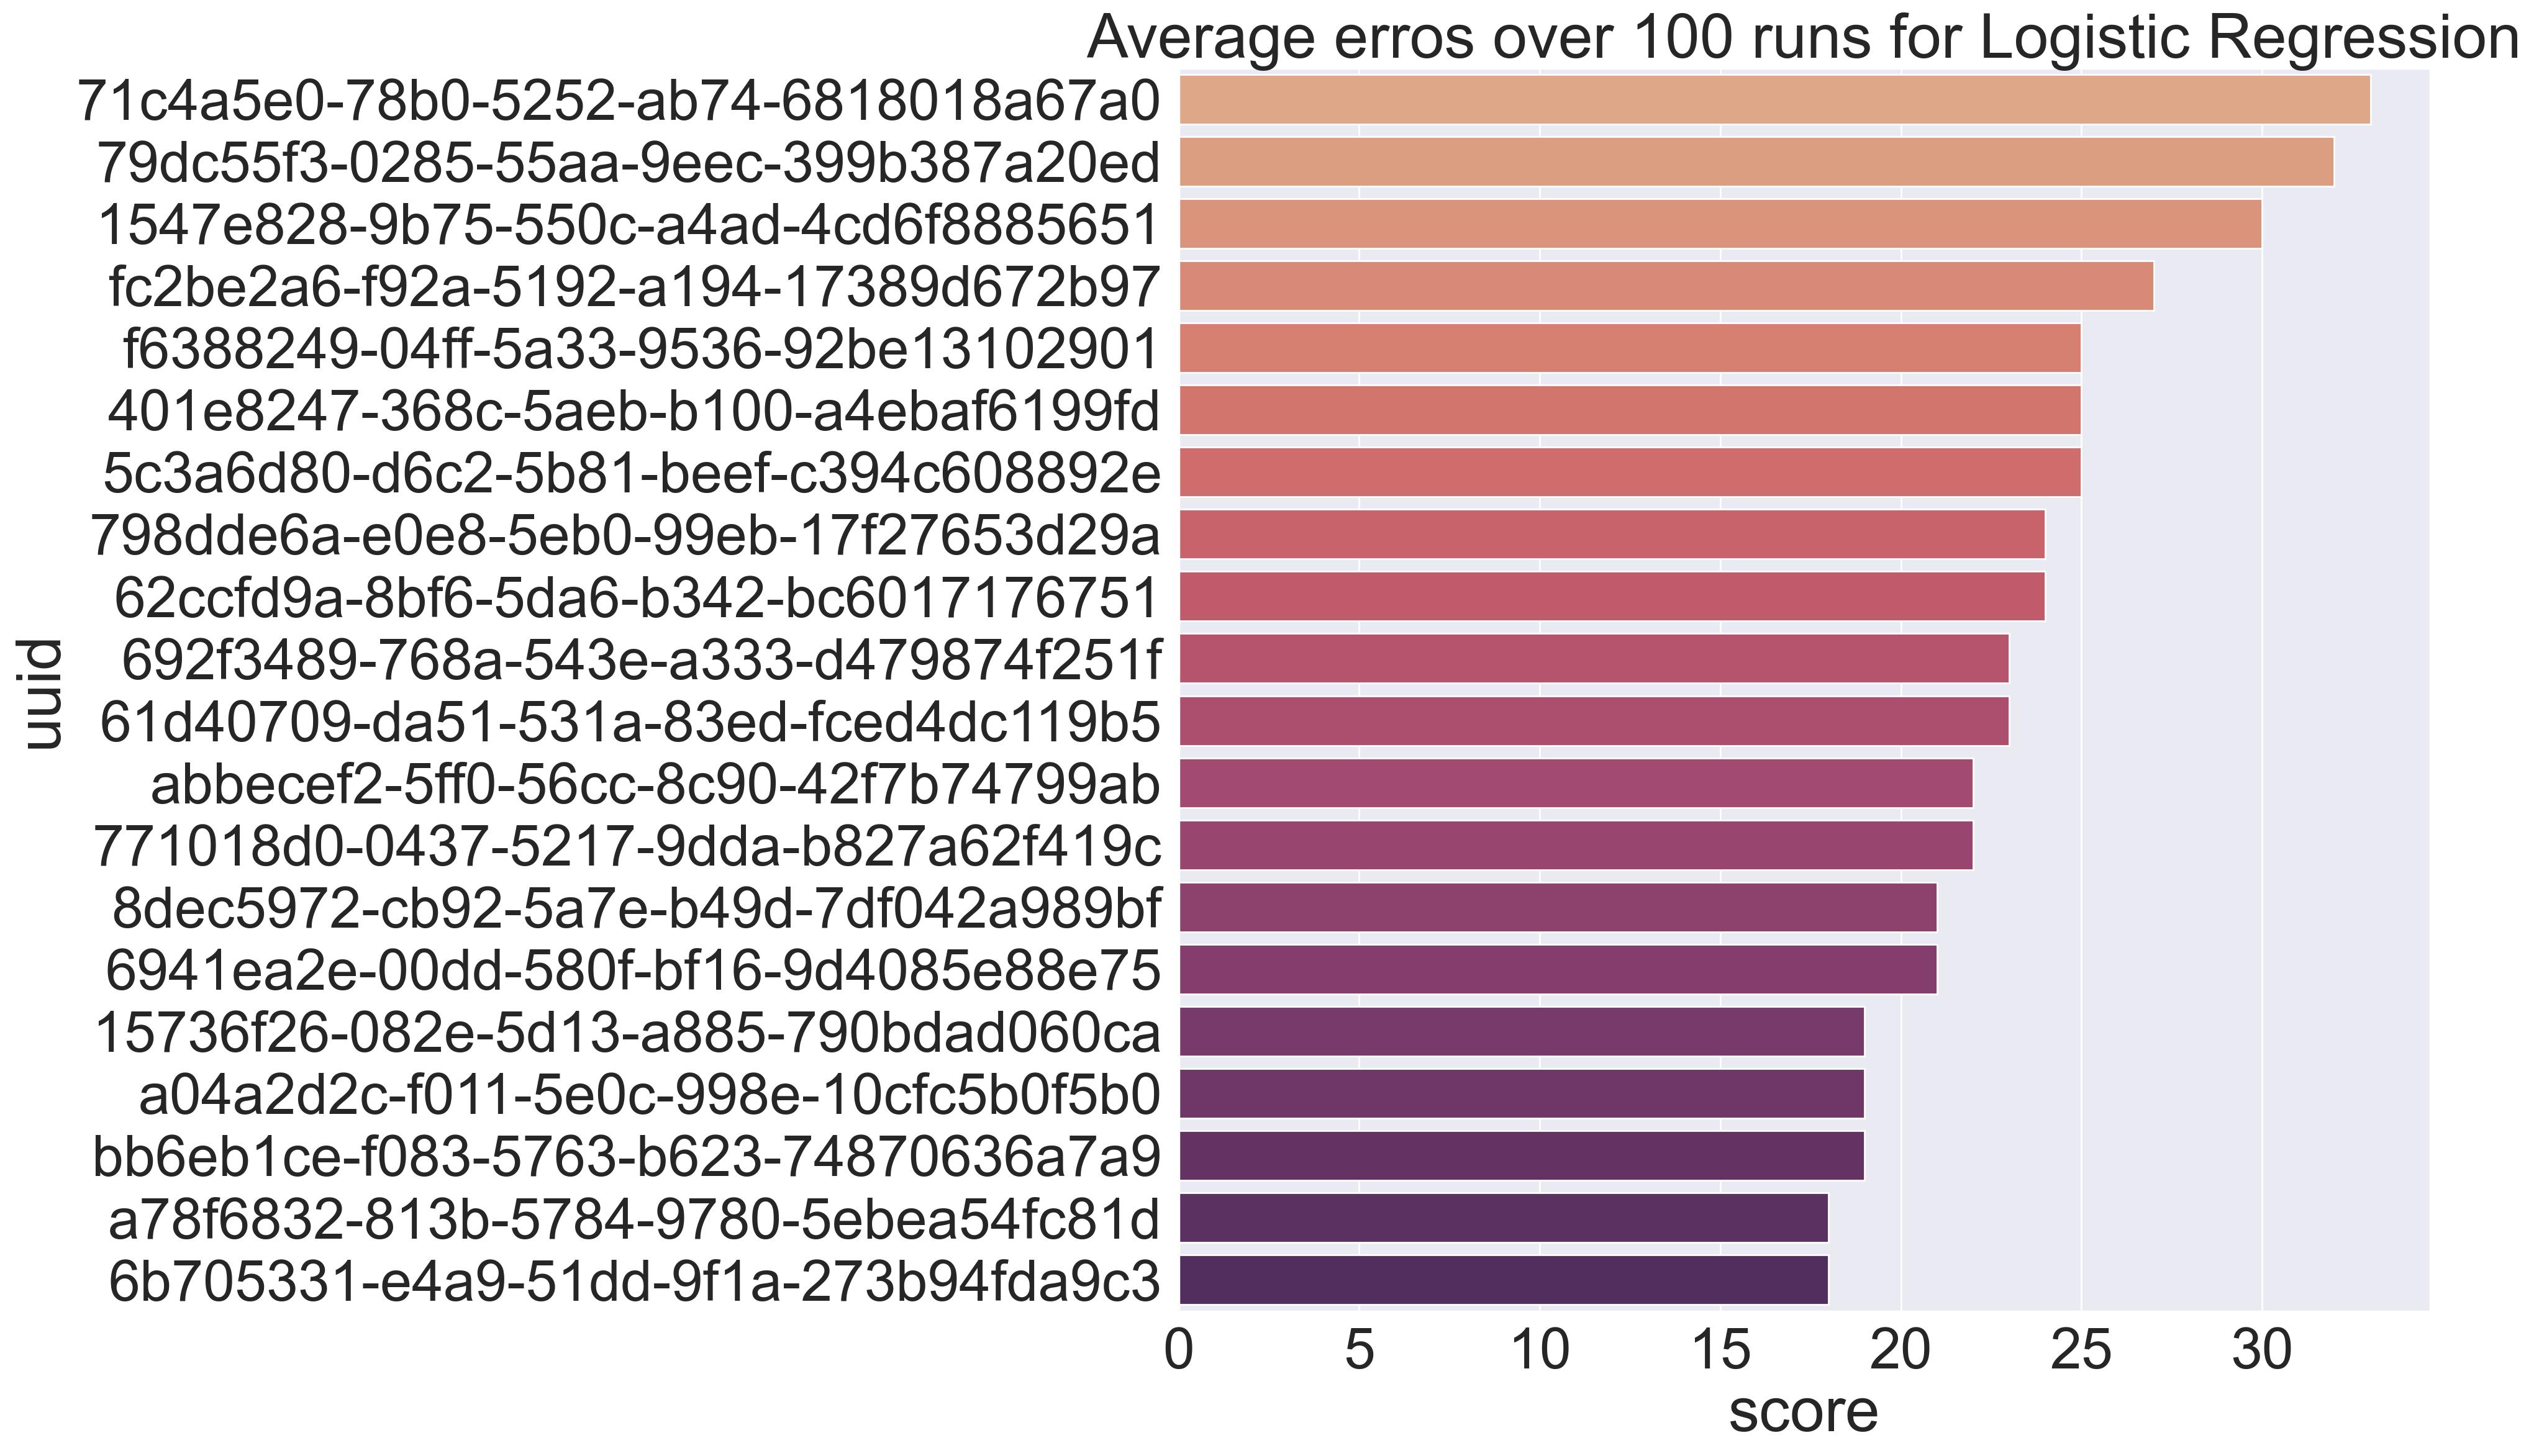 Average erros over 100 runs for Logistic Regression
71c4a5e0-78b0-5252-ab74-6818018a67a0
79dc55f3-0285-55aa-9eec-399b387a20ed
1547e828-9b75-550c-a4ad-4cd6f8885651
fc2be2a6-f92a-5192-a194-17389d672b97
f6388249-04ff-5a33-9536-92be13102901
401e8247-368c-5aeb-b100-a4ebaf6199fd
5c3a6d80-d6c2-5b81-beef-c394c608892e
798dde6a-e0e8-5eb0-99eb-17f27653d29a
62ccfd9a-8bf6-5da6-b342-bc6017176751
692f3489-768a-543e-a333-d479874f251f
61d40709-da51-531a-83ed-fced4dc119b5
abbecef2-5ff0-56cc-8c90-42f7b74799ab
771018d0-0437-5217-9dda-b827a62f419c
8dec5972-cb92-5a7e-b49d-7df042a989bf
6941ea2e-00dd-580f-bf16-9d4085e88e75
15736f26-082e-5d13-a885-790bdad060ca
a04a2d2c-f011-5e0c-998e-10cfc5b0f5b0
bb6eb1ce-f083-5763-b623-74870636a7a9
a78f6832-813b-5784-9780-5ebea54fc81d
6b705331-e4a9-51dd-9f1a-273b94fda9c3
uuid
0 5 10 15 20 25 30
score